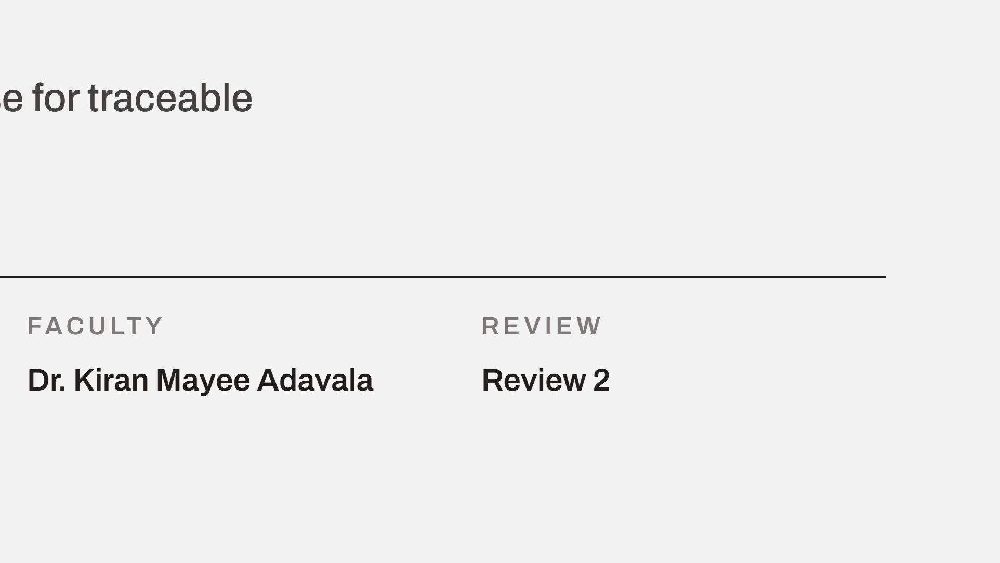 for traceable
FACULTY
REVIEW
Dr. Kiran Mayee Adavala
Review 2